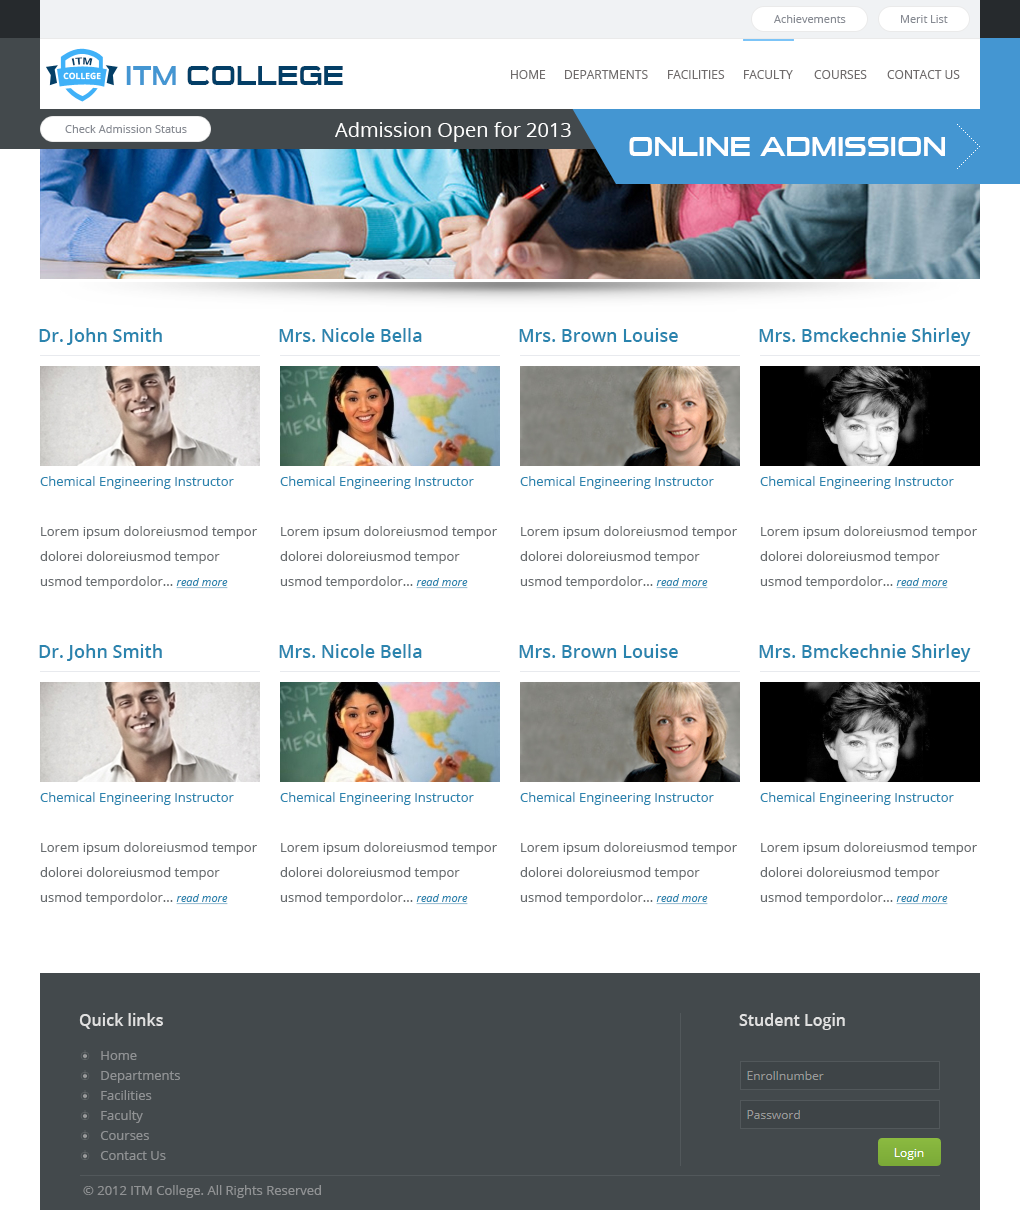 Achievements
Merit List
ITM
COLLEGE
ITM COLLEGE
HOME DEPARTMENTS FACILITIES FACULTY COURSES CONTACT US
Check Admission Status
Admission Open for 2013
ONLINE ADMISSION
Dr. John Smith
Chemical Engineering Instructor
Lorem ipsum doloreiusmod tempor
dolorei doloreiusmod tempor
usmod tempordolor... read more
Mrs. Nicole Bella
ASIA
Chemical Engineering Instructor
Lorem ipsum doloreiusmod tempor
dolorei doloreiusmod tempor
usmod tempordolor... read more
Mrs. Brown Louise
Chemical Engineering Instructor
Lorem ipsum doloreiusmod tempor
dolorei doloreiusmod tempor
usmod tempordolor... read more
Mrs. Bmckechnie Shirley
Chemical Engineering Instructor
Lorem ipsum doloreiusmod tempor
dolorei doloreiusmod tempor
usmod tempordolor... read more
Dr. John Smith
Chemical Engineering Instructor
Lorem ipsum doloreiusmod tempor
dolorei doloreiusmod tempor
usmod tempordolor... read more
Mrs. Nicole Bella
ASIA
Chemical Engineering Instructor
Lorem ipsum doloreiusmod tempor
dolorei doloreiusmod tempor
usmod tempordolor... read more
Mrs. Brown Louise
Chemical Engineering Instructor
Lorem ipsum doloreiusmod tempor
dolorei doloreiusmod tempor
usmod tempordolor... read more
Mrs. Bmckechnie Shirley
Chemical Engineering Instructor
Lorem ipsum doloreiusmod tempor
dolorei doloreiusmod tempor
usmod tempordolor... read more
Quick links
Home
Departments
Facilities
Faculty
Courses
Contact Us
Student Login
Enrollnumber
Password
Login
© 2012 ITM College. All Rights Reserved